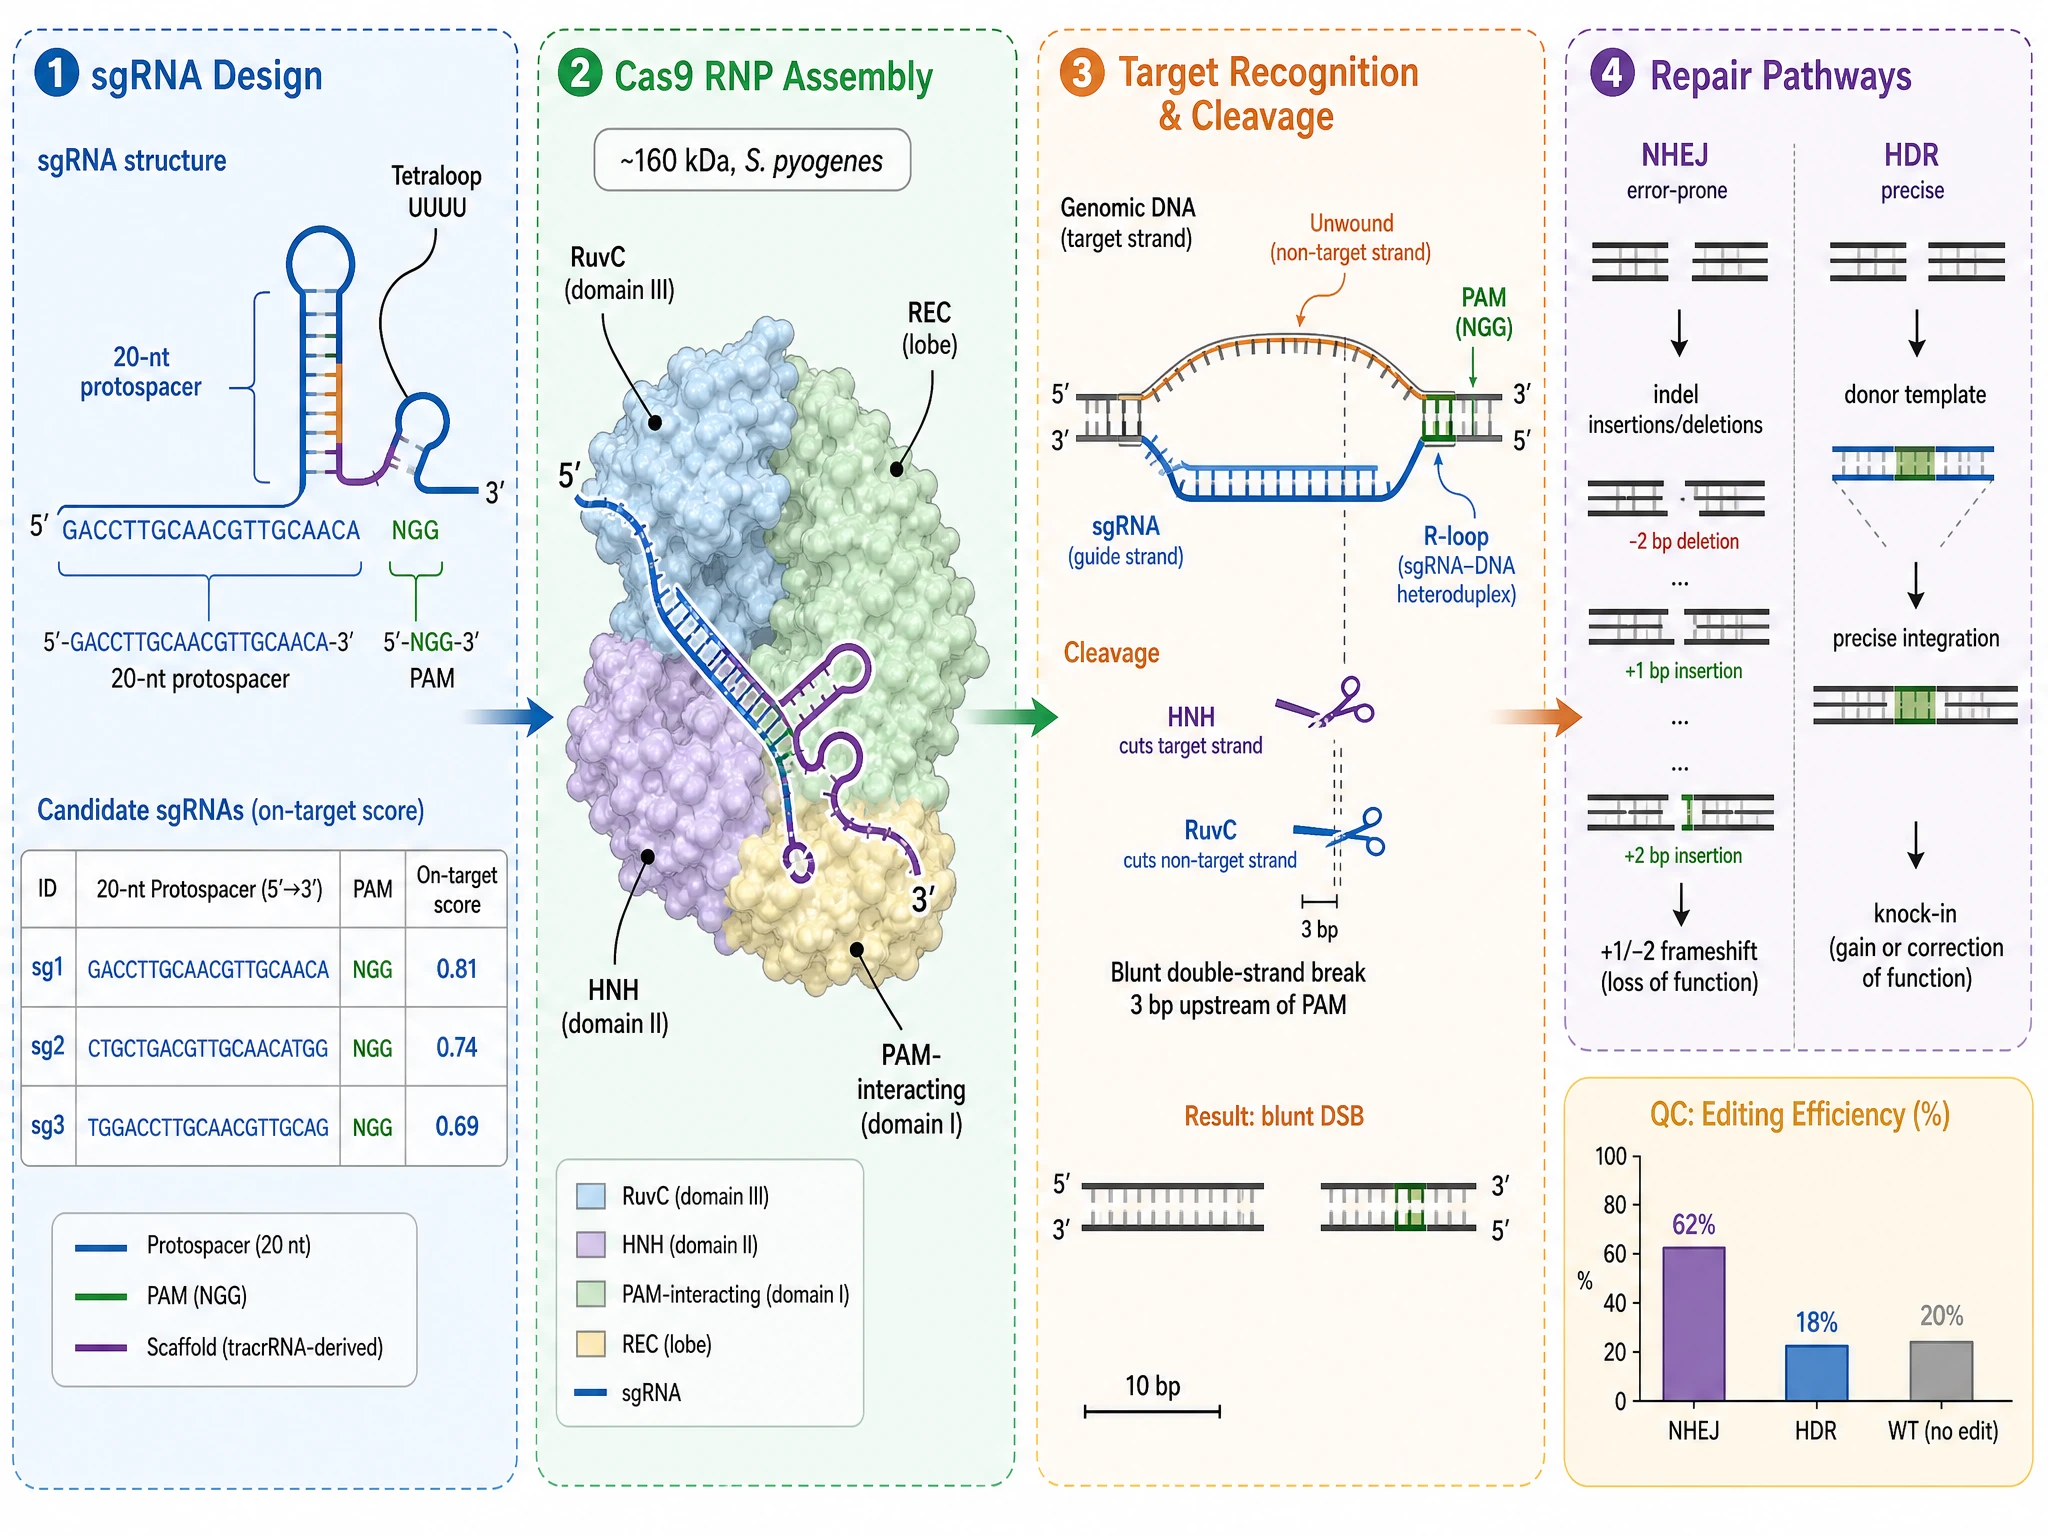 1 sgRNA Design
sgRNA structure
Tetraloop
UUUU
20-nt
protospacer
3′
5′
GACCTTGCAACGTTGCAACA NGG
5′-GACCTTGCAACGTTGCAACA-3′ 5′-NGG-3′
20-nt protospacer PAM
Candidate sgRNAs (on-target score)
ID 20-nt Protospacer (5′→3′) PAM On-target
score
sg1 GACCTTGCAACGTTGCAACA NGG 0.81
sg2 CTGCTGACGTTGCAACATGG NGG 0.74
sg3 TGGACCTTGCAACGTTGCAG NGG 0.69
Protospacer (20 nt)
PAM (NGG)
Scaffold (tracrRNA-derived)
2 Cas9 RNP Assembly
~160 kDa, S. pyogenes
RuvC
(domain III)
REC
(lobe)
5′
3′
HNH
(domain II)
PAM-
interacting
(domain I)
RuvC (domain III)
HNH (domain II)
PAM-interacting (domain I)
REC (lobe)
sgRNA
3 Target Recognition
& Cleavage
Genomic DNA
(target strand)
Unwound
(non-target strand)
PAM
(NGG)
5′ 3′
3′ 5′
sgRNA
(guide strand)
R-loop
(sgRNA–DNA
heteroduplex)
Cleavage
HNH
cuts target strand
RuvC
cuts non-target strand
3 bp
Blunt double-strand break
3 bp upstream of PAM
Result: blunt DSB
5′ 3′
3′ 5′
10 bp
4 Repair Pathways
NHEJ
error-prone
indel
insertions/deletions
−2 bp deletion
...
+1 bp insertion
...
...
+2 bp insertion
+1/−2 frameshift
(loss of function)
HDR
precise
donor template
precise integration
knock-in
(gain or correction
of function)
QC: Editing Efficiency (%)
%
100
80
60
40
20
0
62%
18%
20%
NHEJ HDR WT (no edit)